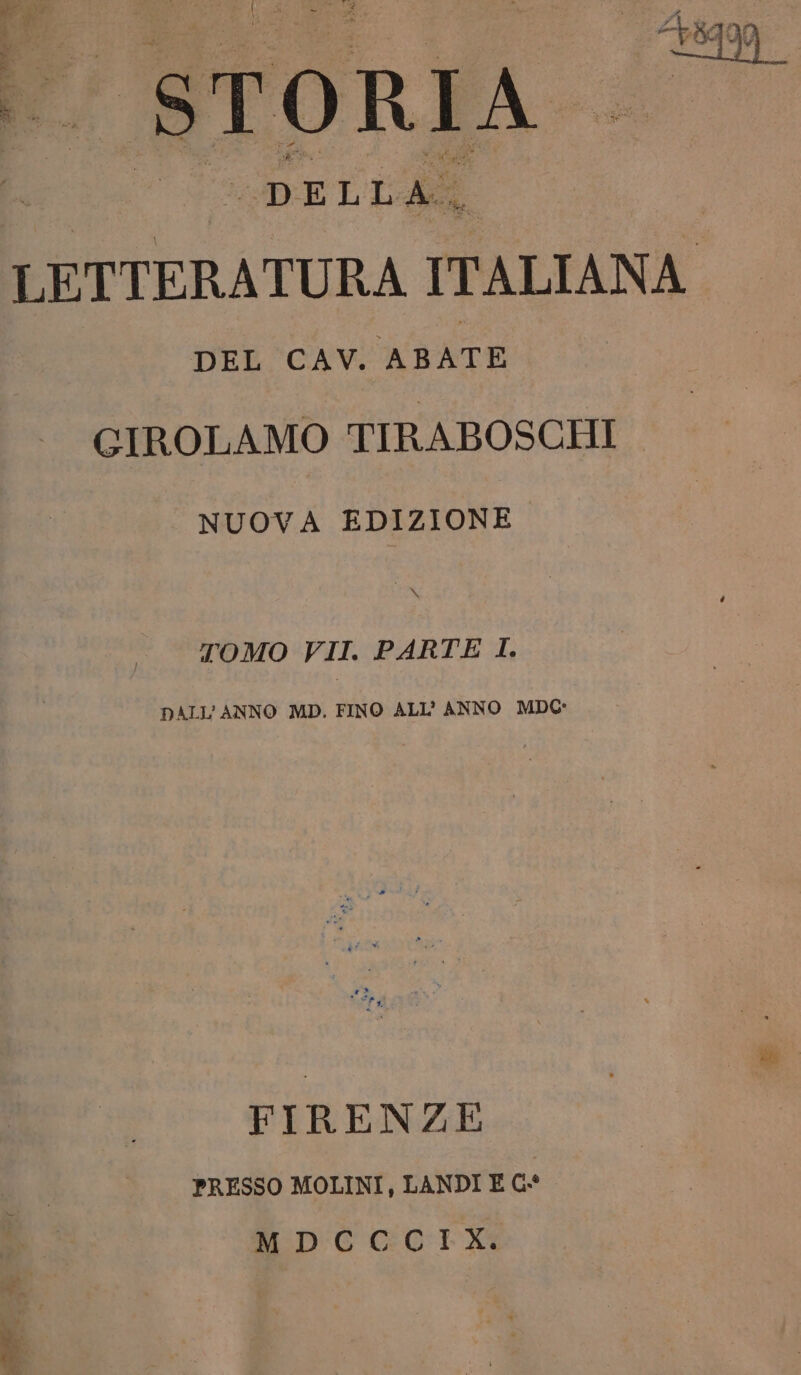 48499
STORIA
DELLA
LETTERATURA ITALIANA
DEL CAV. ABATE
GIROLAMO TIRABOSCHI
NUOVA EDIZIONE
TOMO VII. PARTE I.
DALL' ANNO MD. FINO ALL' ANNO MDC.
FIRENZE
PRESSO MOLINI, LANDI E C.°
MDCCCIX.